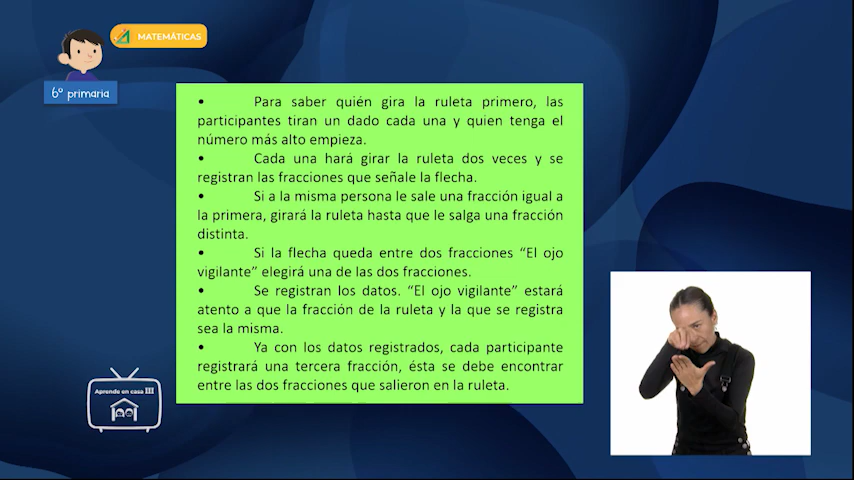 MATEMÁTICAS
6º primaria
• Para saber quién gira la ruleta primero, las
participantes tiran un dado cada una y quien tenga el
número más alto empieza.
• Cada una hará girar la ruleta dos veces y se
registran las fracciones que señale la flecha.
• Si a la misma persona le sale una fracción igual a
la primera, girará la ruleta hasta que le salga una fracción
distinta.
• Si la flecha queda entre dos fracciones “El ojo
vigilante” elegirá una de las dos fracciones.
• Se registran los datos. “El ojo vigilante” estará
atento a que la fracción de la ruleta y la que se registra
sea la misma.
• Ya con los datos registrados, cada participante
registrará una tercera fracción, ésta se debe encontrar
entre las dos fracciones que salieron en la ruleta.
Aprende en casa III